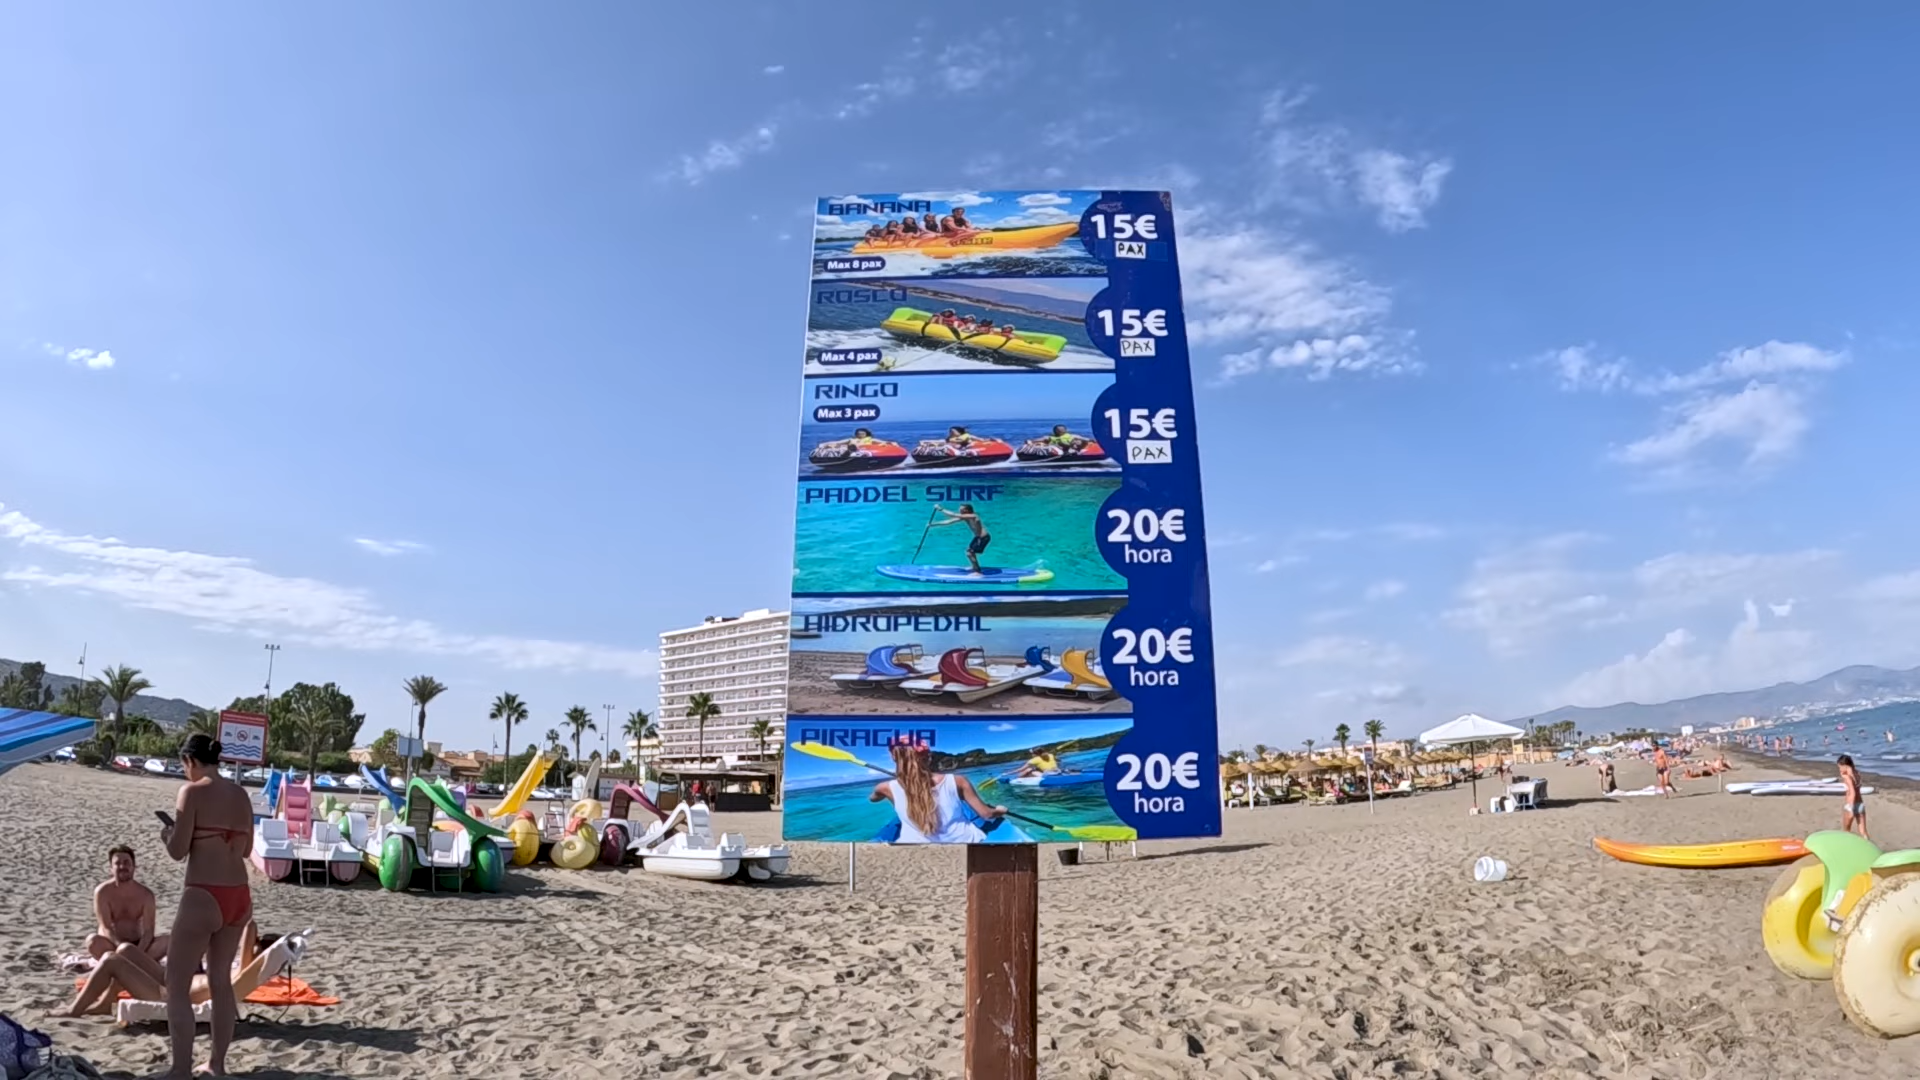 BANANA
15€
PAX
Max 8 pax
ROSCO
15€
PAX
Max 4 pax
RINGO
Max 3 pax
15€
PAX
PADDEL SURF
20€
hora
HIDROPEDAL
20€
hora
PIRAGUA
20€
hora